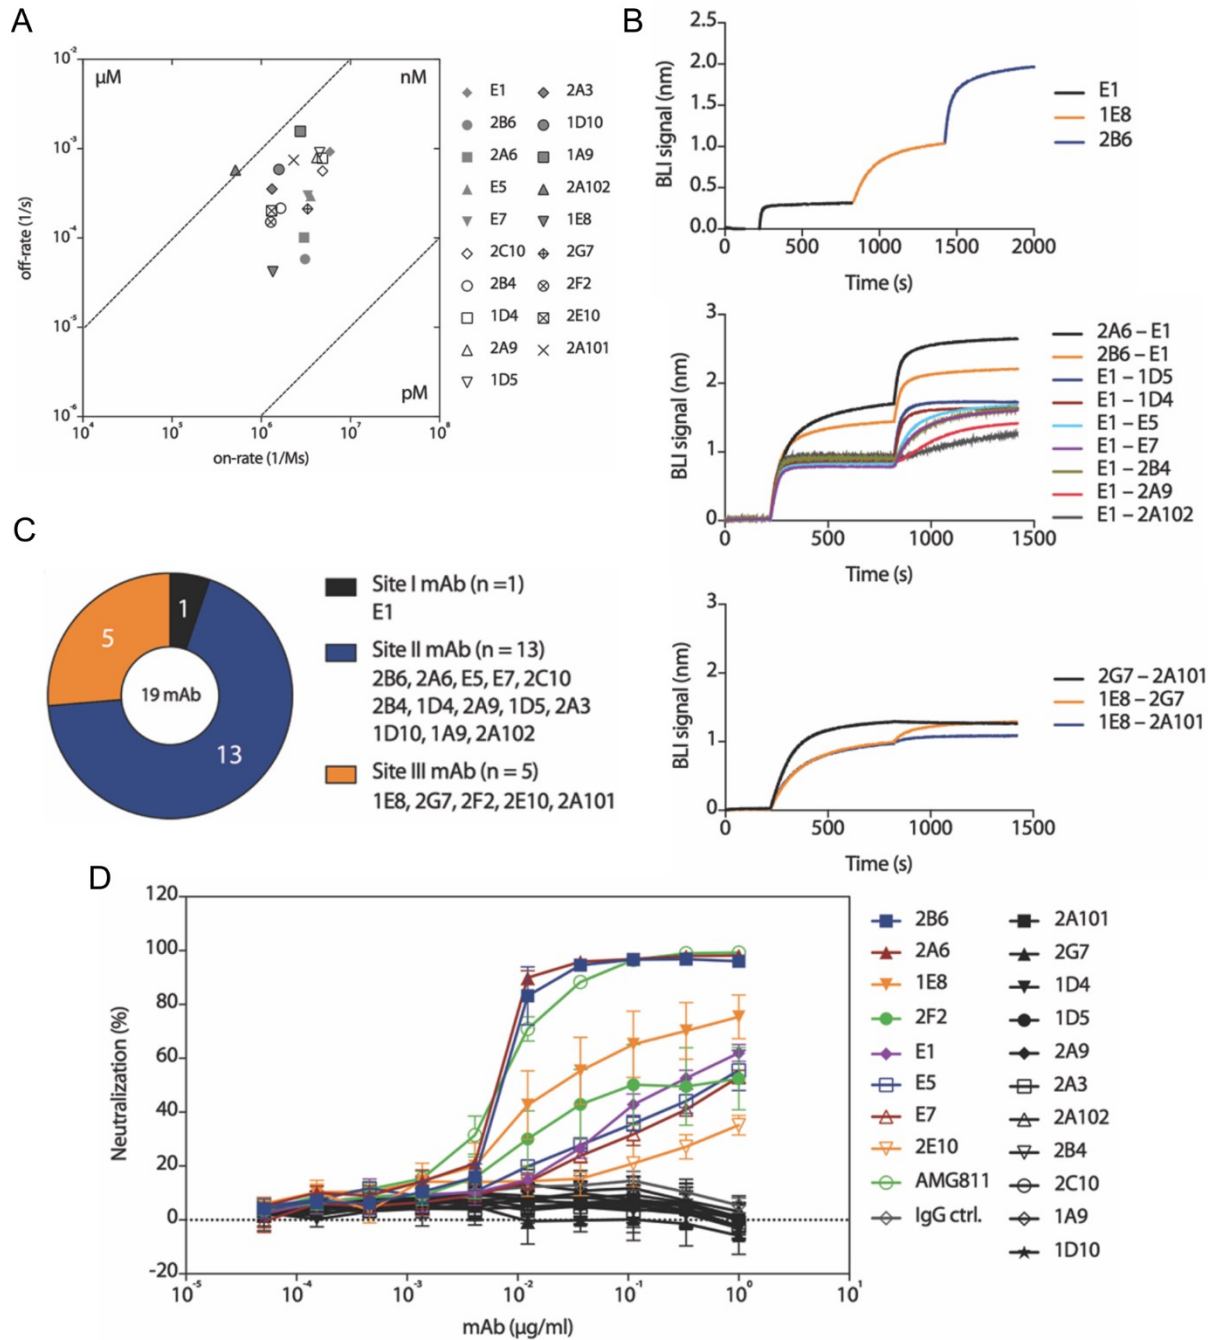 A
10⁻²
10⁻³
10⁻⁴
10⁻⁵
10⁻⁶
off-rate (1/s)
µM
nM
pM
10⁴
10⁵
10⁶
10⁷
10⁸
on-rate (1/Ms)
E1
2B6
2A6
E5
E7
2C10
2B4
1D4
2A9
1D5
2A3
1D10
1A9
2A102
1E8
2G7
2F2
2E10
2A101
B
2.5
2.0
1.5
1.0
0.5
0.0
BLI signal (nm)
0
500
1000
1500
2000
Time (s)
E1
1E8
2B6
3
2
1
0
BLI signal (nm)
0
500
1000
1500
Time (s)
2A6 – E1
2B6 – E1
E1 – 1D5
E1 – 1D4
E1 – E5
E1 – E7
E1 – 2B4
E1 – 2A9
E1 – 2A102
3
2
1
0
BLI signal (nm)
0
500
1000
1500
Time (s)
2G7 – 2A101
1E8 – 2G7
1E8 – 2A101
C
1
5
13
19 mAb
Site I mAb (n =1)
E1
Site II mAb (n = 13)
2B6, 2A6, E5, E7, 2C10
2B4, 1D4, 2A9, 1D5, 2A3
1D10, 1A9, 2A102
Site III mAb (n = 5)
1E8, 2G7, 2F2, 2E10, 2A101
D
120
100
80
60
40
20
0
-20
Neutralization (%)
10⁻⁵
10⁻⁴
10⁻³
10⁻²
10⁻¹
10⁰
10¹
mAb (µg/ml)
2B6
2A6
1E8
2F2
E1
E5
E7
2E10
AMG811
IgG ctrl.
2A101
2G7
1D4
1D5
2A9
2A3
2A102
2B4
2C10
1A9
1D10